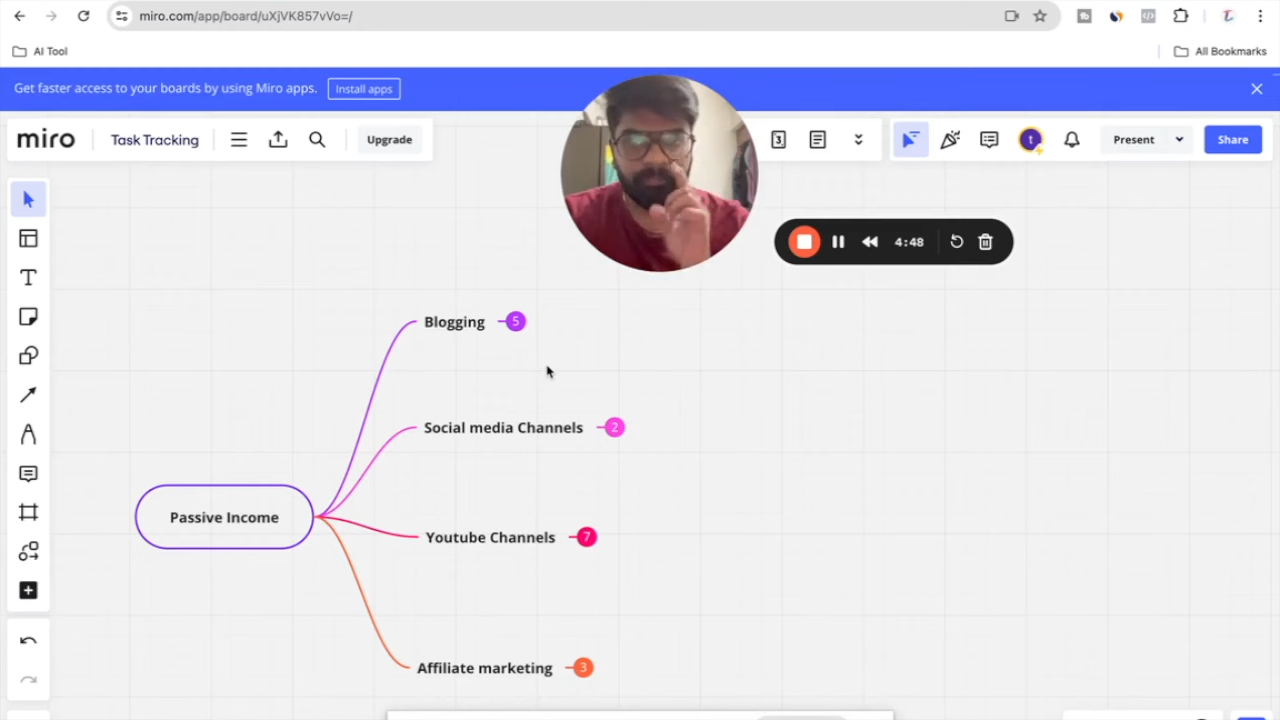 miro.com/app/board/uXjVK857vVo=/
AI Tool
All Bookmarks
Get faster access to your boards by using Miro apps.
Install apps
miro
Task Tracking
Upgrade
3
t
Present
Share
4:48
Blogging 5
Social media Channels 2
Passive Income
Youtube Channels 7
Affiliate marketing 3